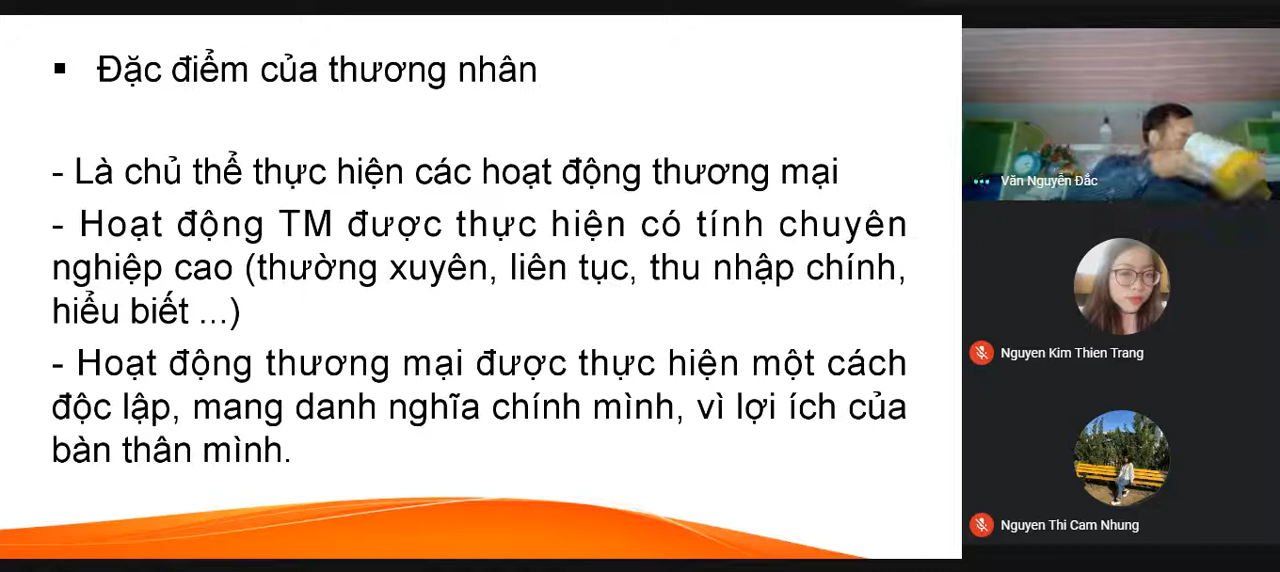 ▪ Đặc điểm của thương nhân
- Là chủ thể thực hiện các hoạt động thương mại
- Hoạt động TM được thực hiện có tính chuyên
nghiệp cao (thường xuyên, liên tục, thu nhập chính,
hiểu biết ...)
- Hoạt động thương mại được thực hiện một cách
độc lập, mang danh nghĩa chính mình, vì lợi ích của
bàn thân mình.
Văn Nguyễn Đắc
Nguyen Kim Thien Trang
Nguyen Thi Cam Nhung